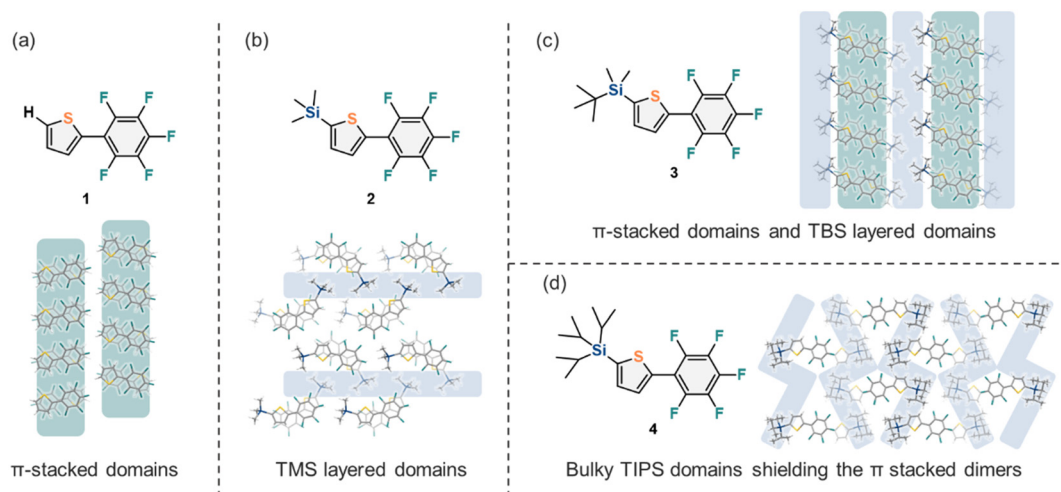 (a)
H
S
F
F
F
F
F
1
π-stacked domains
(b)
Si
S
F
F
F
F
F
2
TMS layered domains
(c)
Si
S
F
F
F
F
F
3
π-stacked domains and TBS layered domains
(d)
Si
S
F
F
F
F
F
4
Bulky TIPS domains shielding the π stacked dimers